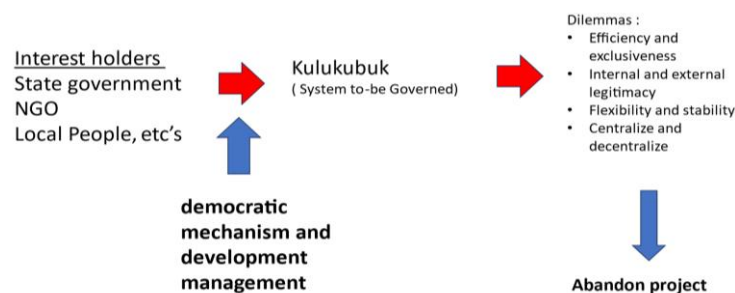 Interest holders
State government
NGO
Local People, etc's
Kulukubuk
( System to-be Governed)
Dilemmas :
• Efficiency and
exclusiveness
• Internal and external
legitimacy
• Flexibility and stability
• Centralize and
decentralize
democratic
mechanism and
development
management
Abandon project